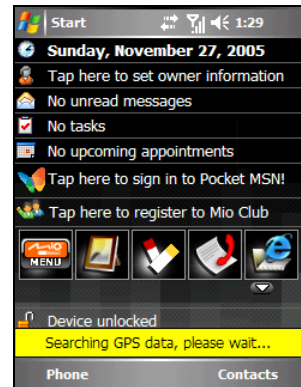 Start 1:29
Sunday, November 27, 2005
Tap here to set owner information
No unread messages
No tasks
No upcoming appointments
Tap here to sign in to Pocket MSN!
Tap here to register to Mio Club
Mio
MENU
Device unlocked
Searching GPS data, please wait...
Phone Contacts